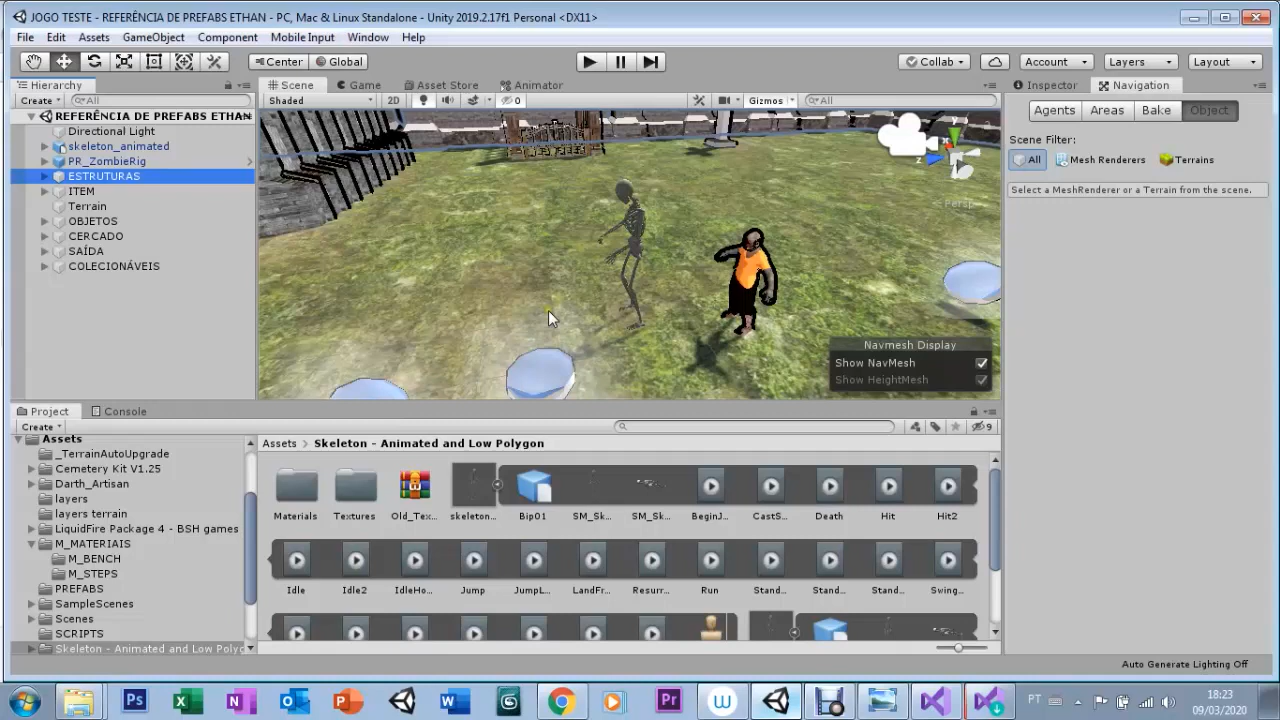 JOGO TESTE - REFERÊNCIA DE PREFABS ETHAN - PC, Mac & Linux Standalone - Unity 2019.2.17f1 Personal <DX11>
File Edit Assets GameObject Component Mobile Input Window Help
Center Global Collab Account Layers Layout
Hierarchy
Create All
REFERÊNCIA DE PREFABS ETHAN
Directional Light
skeleton_animated
PR_ZombieRig
ESTRUTURAS
ITEM
Terrain
OBJETOS
CERCADO
SAÍDA
COLECIONÁVEIS
Scene Game Asset Store Animator
Shaded 2D 0 Gizmos All
y
x
z
Persp
Navmesh Display
Show NavMesh
Show HeightMesh
Inspector Navigation
Agents Areas Bake Object
Scene Filter:
All Mesh Renderers Terrains
Select a MeshRenderer or a Terrain from the scene.
Project Console
Create 9
Assets
_TerrainAutoUpgrade
Cemetery Kit V1.25
Darth_Artisan
layers
layers terrain
LiquidFire Package 4 - BSH games
M_MATERIAIS
M_BENCH
M_STEPS
PREFABS
SampleScenes
Scenes
SCRIPTS
Skeleton - Animated and Low Polyg
Assets > Skeleton - Animated and Low Polygon
Materials Textures Old_Tex... skeleton... Bip01 SM_Sk... SM_Sk... BeginJ... CastS... Death Hit Hit2
Idle Idle2 IdleHo... Jump JumpL... LandFr... Resurr... Run Stand... Stand... Stand... Swing...
Auto Generate Lighting Off
Ps X N O P W S Pr W
PT
18:23
09/03/2020